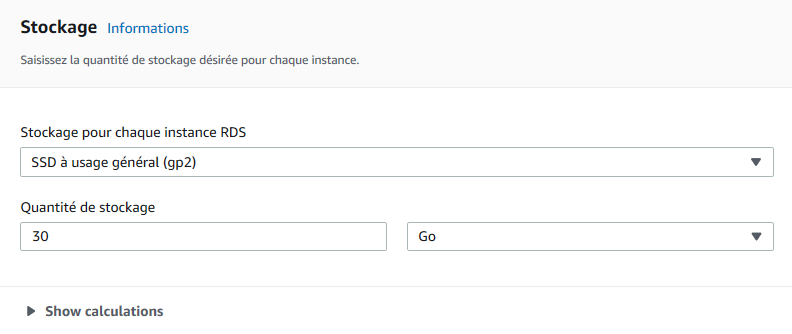 Stockage Informations
Saisissez la quantité de stockage désirée pour chaque instance.
Stockage pour chaque instance RDS
SSD à usage général (gp2)
Quantité de stockage
30 Go
Show calculations